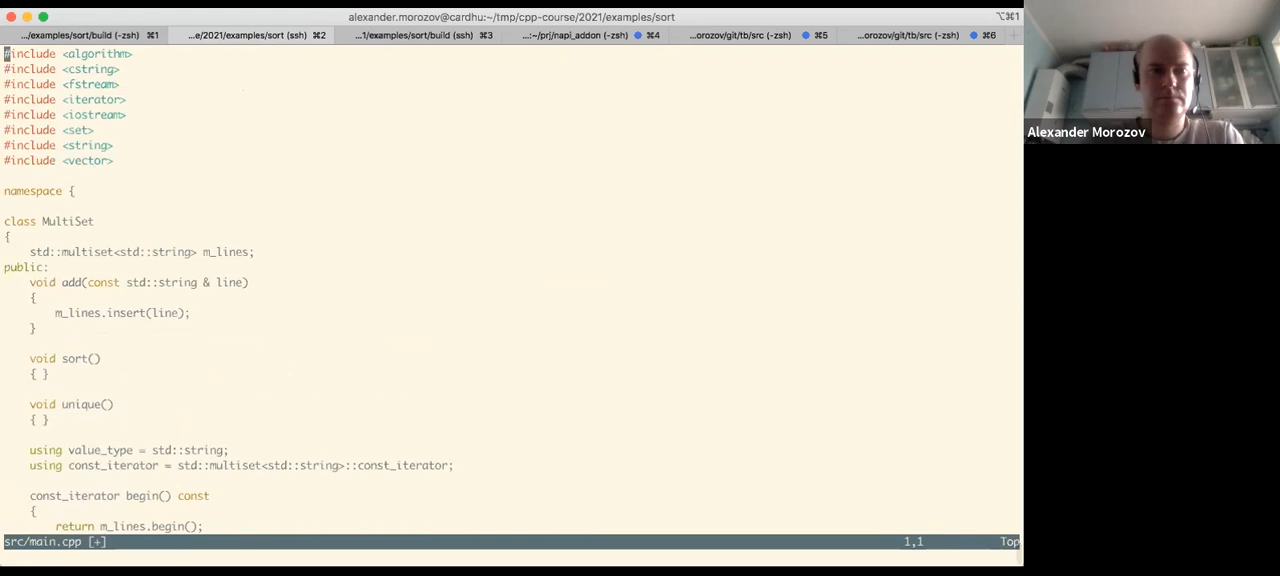 alexander.morozov@cardhu:~/tmp/cpp-course/2021/examples/sort
⌥⌘1
.../examples/sort/build (-zsh) ⌘1
...e/2021/examples/sort (ssh) ⌘2
...1/examples/sort/build (ssh) ⌘3
...:~/prj/napi_addon (-zsh) ⌘4
...orozov/git/tb/src (-zsh) ⌘5
...orozov/git/tb/src (-zsh) ⌘6
#include <algorithm>
#include <cstring>
#include <fstream>
#include <iterator>
#include <iostream>
#include <set>
#include <string>
#include <vector>
namespace {
class MultiSet
{
std::multiset<std::string> m_lines;
public:
void add(const std::string & line)
{
m_lines.insert(line);
}
void sort()
{ }
void unique()
{ }
using value_type = std::string;
using const_iterator = std::multiset<std::string>::const_iterator;
const_iterator begin() const
{
return m_lines.begin();
src/main.cpp [+]
1,1
Top
Alexander Morozov